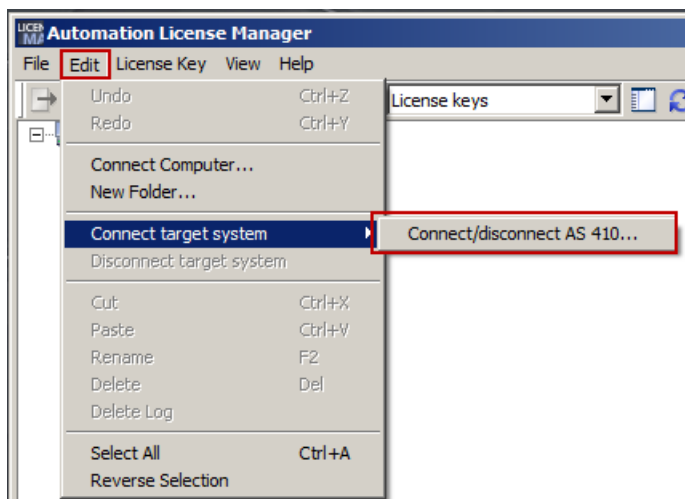 Automation License Manager
File Edit License Key View Help
License keys
Undo Ctrl+Z
Redo Ctrl+Y
Connect Computer...
New Folder...
Connect target system
Connect/disconnect AS 410...
Disconnect target system
Cut Ctrl+X
Paste Ctrl+V
Rename F2
Delete Del
Delete Log
Select All Ctrl+A
Reverse Selection